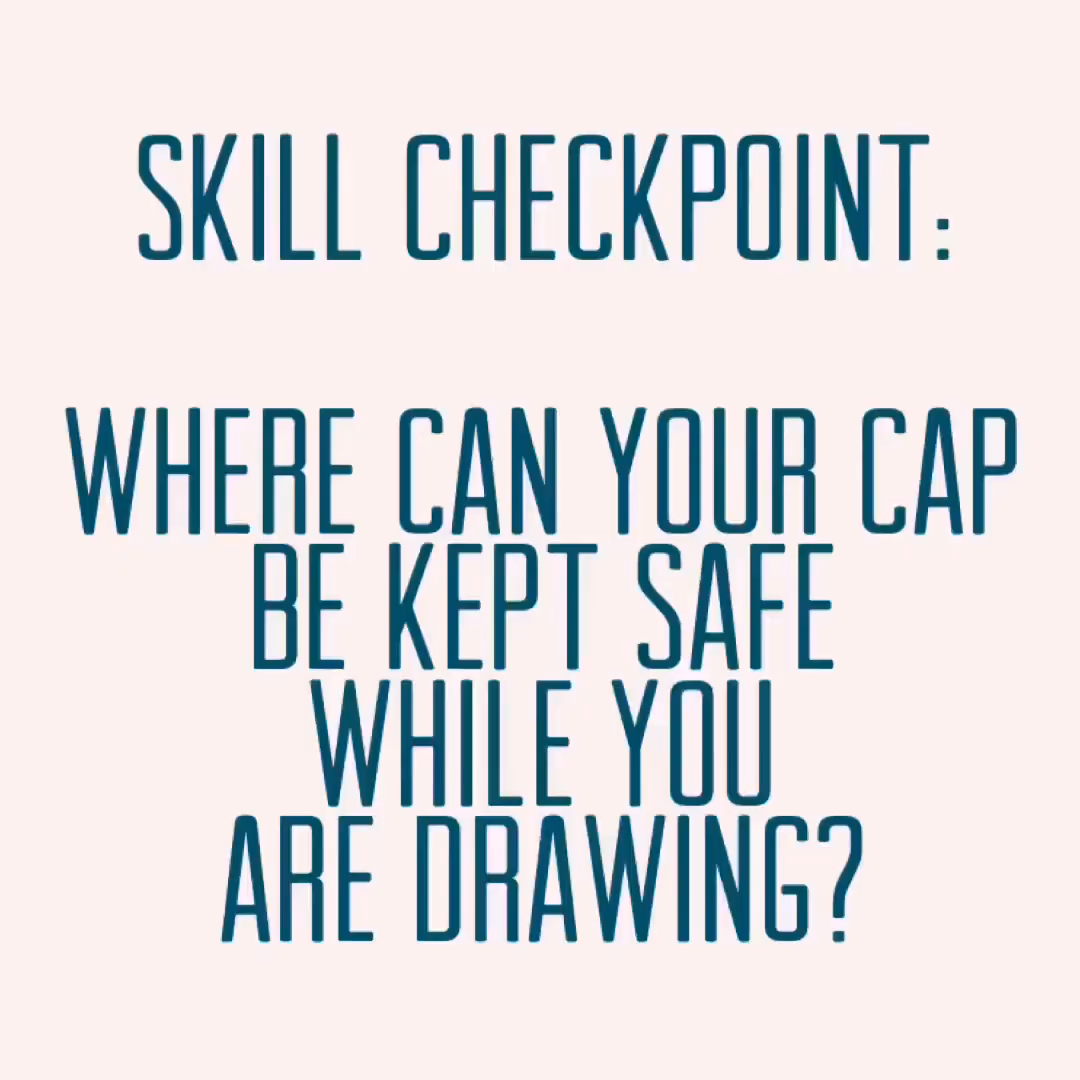 SKILL CHECKPOINT:
WHERE CAN YOUR CAP
BE KEPT SAFE
WHILE YOU
ARE DRAWING?